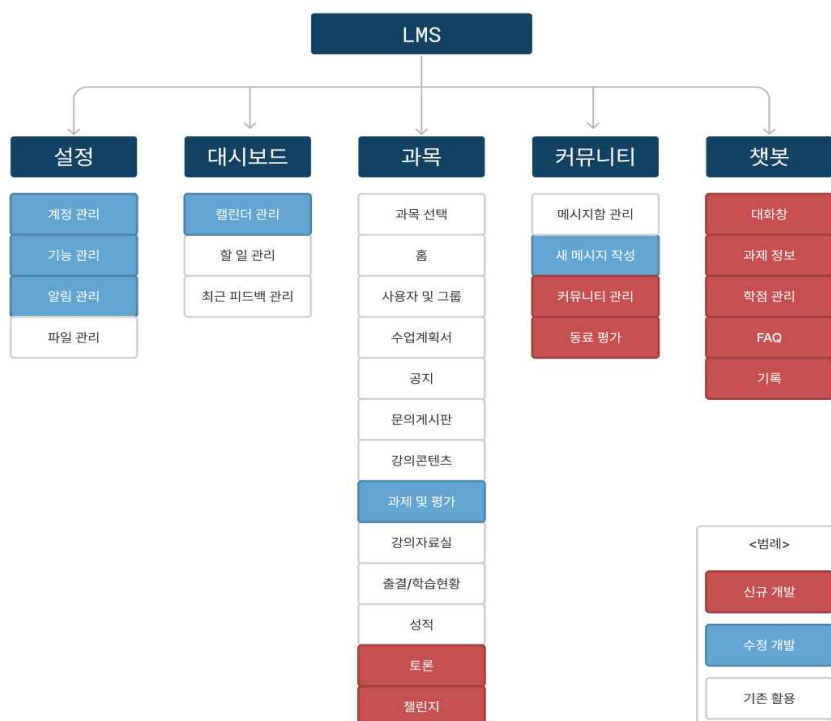 LMS
설정
계정 관리
기능 관리
알림 관리
파일 관리
대시보드
캘린더 관리
할 일 관리
최근 피드백 관리
과목
과목 선택
홈
사용자 및 그룹
수업계획서
공지
문의게시판
강의콘텐츠
과제 및 평가
강의자료실
출결/학습현황
성적
토론
챌린지
커뮤니티
메시지함 관리
새 메시지 작성
커뮤니티 관리
동료 평가
챗봇
대화창
과제 정보
학점 관리
FAQ
기록
<범례>
신규 개발
수정 개발
기존 활용